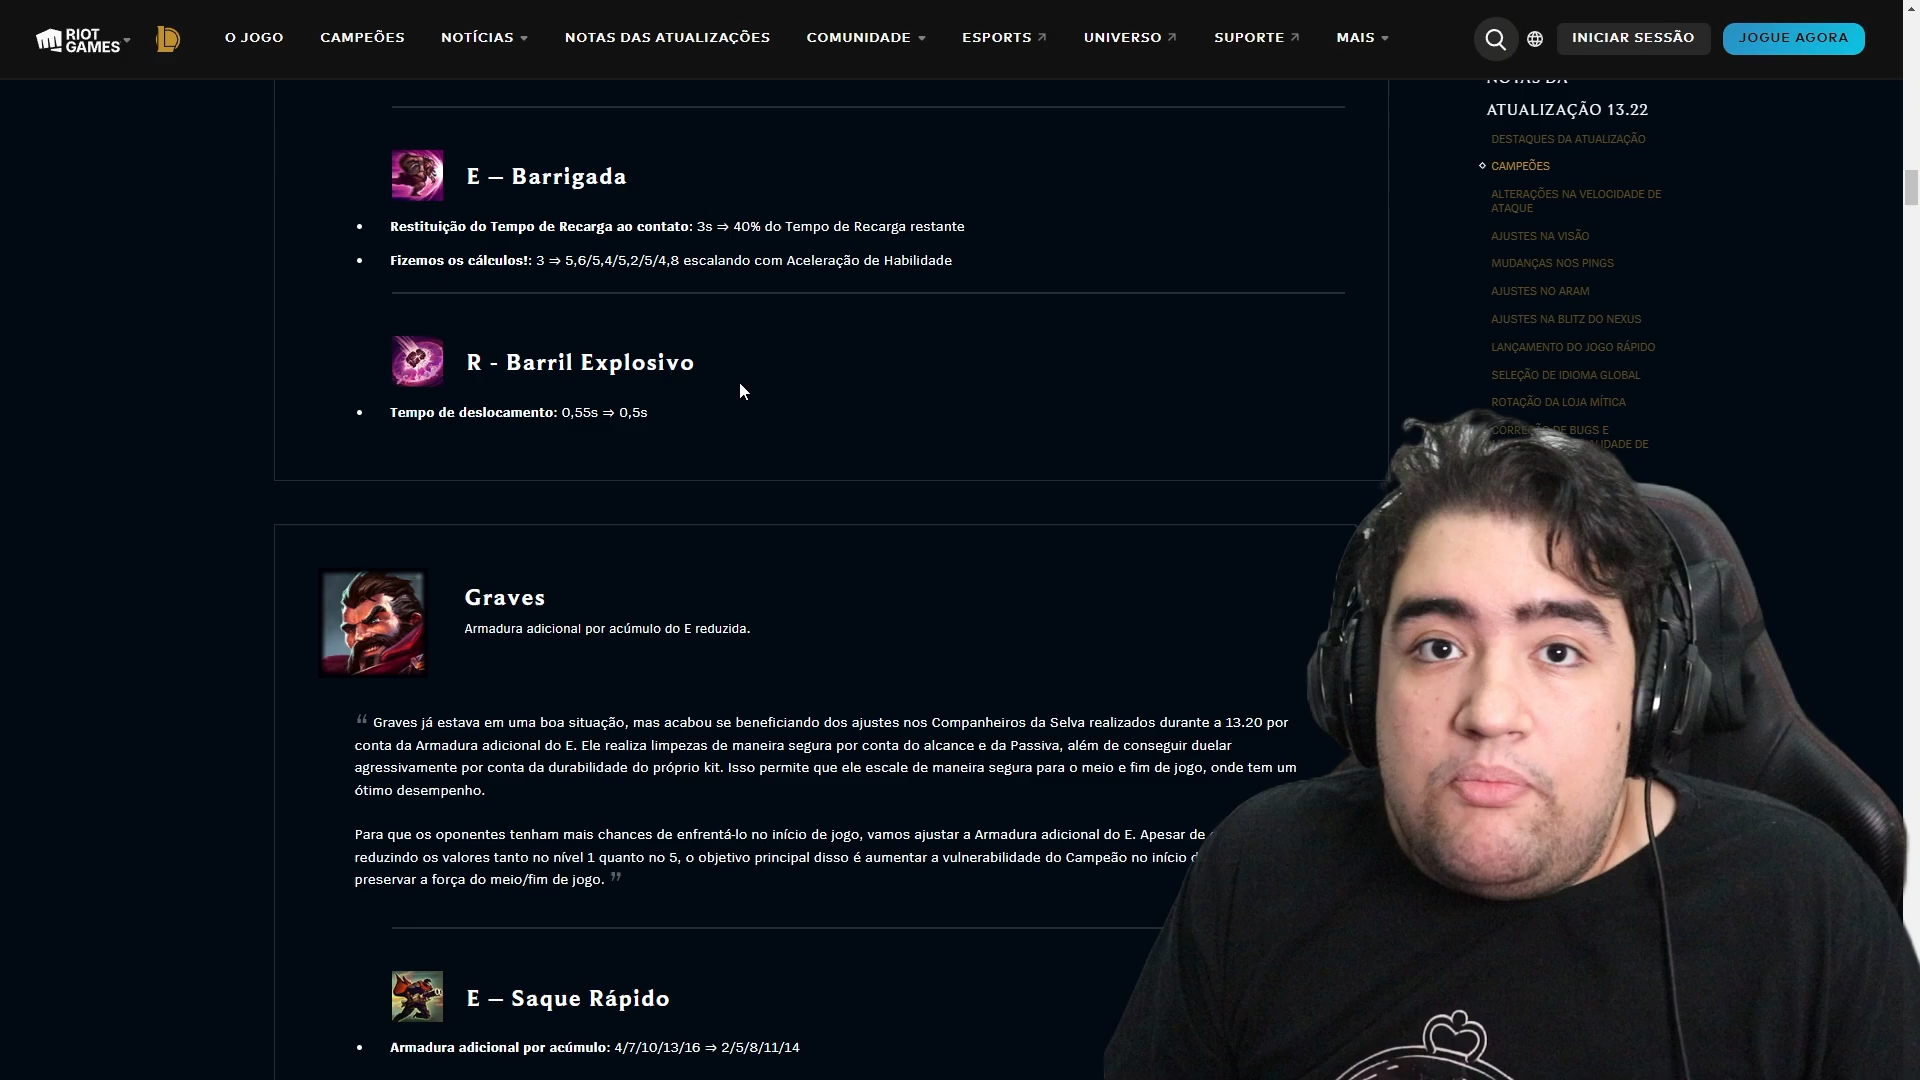 RIOT GAMES
O JOGO CAMPEÕES NOTÍCIAS NOTAS DAS ATUALIZAÇÕES COMUNIDADE ESPORTS UNIVERSO SUPORTE MAIS INICIAR SESSÃO JOGUE AGORA
E – Barrigada
• Restituição do Tempo de Recarga ao contato: 3s ⇒ 40% do Tempo de Recarga restante
• Fizemos os cálculos!: 3 ⇒ 5,6/5,4/5,2/5/4,8 escalando com Aceleração de Habilidade
R - Barril Explosivo
• Tempo de deslocamento: 0,55s ⇒ 0,5s
Graves
Armadura adicional por acúmulo do E reduzida.
“ Graves já estava em uma boa situação, mas acabou se beneficiando dos ajustes nos Companheiros da Selva realizados durante a 13.20 por
conta da Armadura adicional do E. Ele realiza limpezas de maneira segura por conta do alcance e da Passiva, além de conseguir duelar
agressivamente por conta da durabilidade do próprio kit. Isso permite que ele escale de maneira segura para o meio e fim de jogo, onde tem um
ótimo desempenho.
Para que os oponentes tenham mais chances de enfrentá-lo no início de jogo, vamos ajustar a Armadura adicional do E. Apesar de
reduzindo os valores tanto no nível 1 quanto no 5, o objetivo principal disso é aumentar a vulnerabilidade do Campeão no início
preservar a força do meio/fim de jogo. ”
E – Saque Rápido
• Armadura adicional por acúmulo: 4/7/10/13/16 ⇒ 2/5/8/11/14
NOTAS DA
ATUALIZAÇÃO 13.22
DESTAQUES DA ATUALIZAÇÃO
CAMPEÕES
ALTERAÇÕES NA VELOCIDADE DE
ATAQUE
AJUSTES NA VISÃO
MUDANÇAS NOS PINGS
AJUSTES NO ARAM
AJUSTES NA BLITZ DO NEXUS
LANÇAMENTO DO JOGO RÁPIDO
SELEÇÃO DE IDIOMA GLOBAL
ROTAÇÃO DA LOJA MÍTICA
CORREÇÃO DE BUGS E
DE